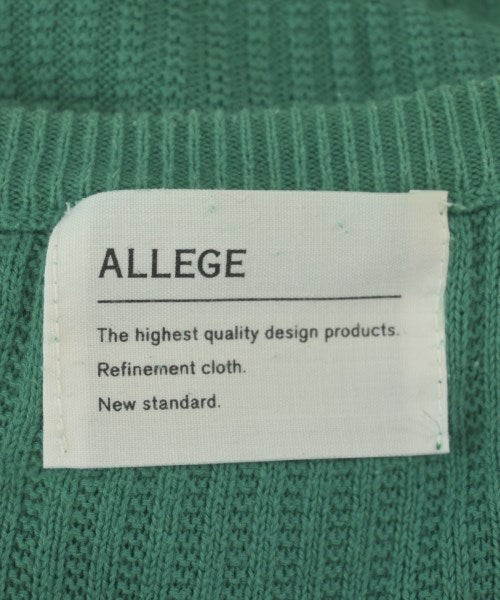 ALLEGE
The highest quality design products.
Refinement cloth.
New standard.